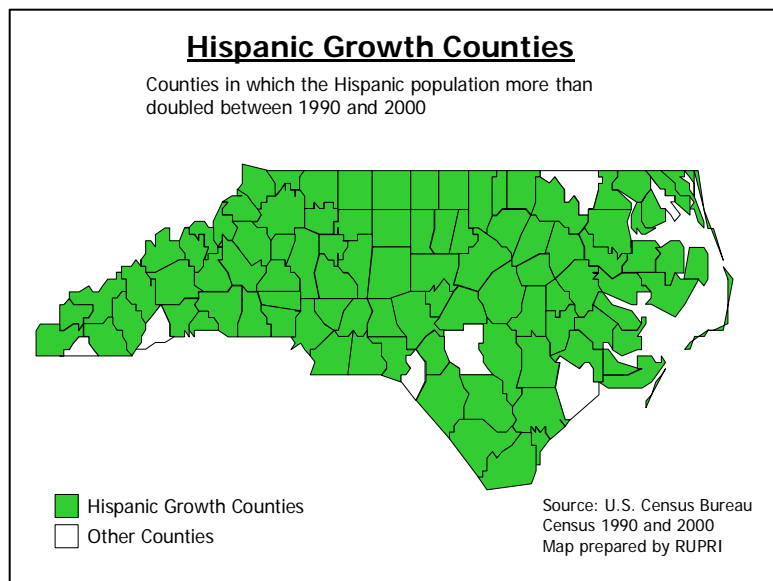 Hispanic Growth Counties
Counties in which the Hispanic population more than
doubled between 1990 and 2000
Hispanic Growth Counties
Other Counties
Source: U.S. Census Bureau
Census 1990 and 2000
Map prepared by RUPRI